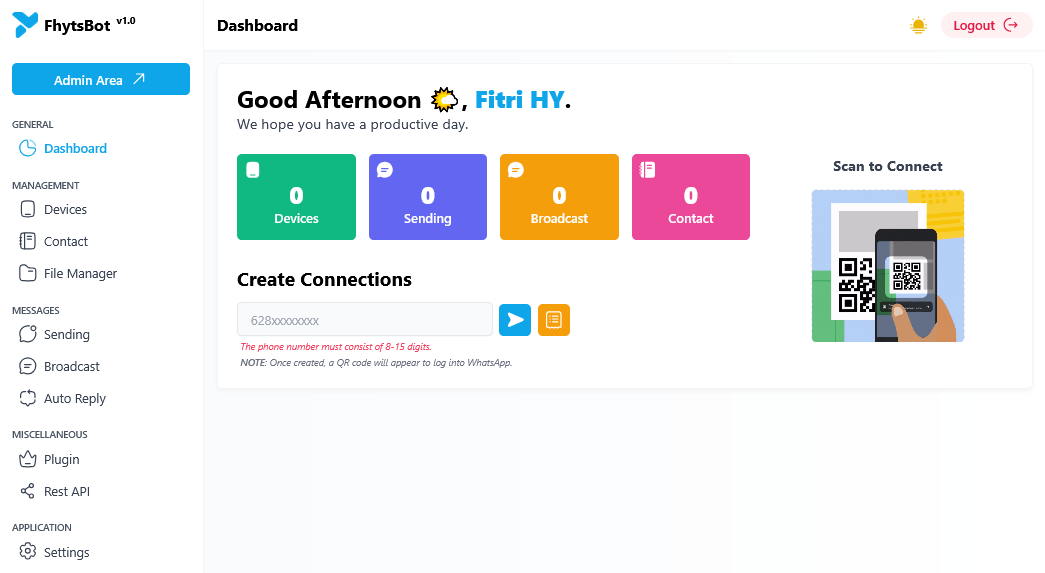 FhytsBot v1.0
Dashboard
Logout
Admin Area
GENERAL
Dashboard
MANAGEMENT
Devices
Contact
File Manager
MESSAGES
Sending
Broadcast
Auto Reply
MISCELLANEOUS
Plugin
Rest API
APPLICATION
Settings
Good Afternoon 🌤️, Fitri HY.
We hope you have a productive day.
0
Devices
0
Sending
0
Broadcast
0
Contact
Create Connections
628xxxxxxxx
The phone number must consist of 8-15 digits.
NOTE: Once created, a QR code will appear to log into WhatsApp.
Scan to Connect